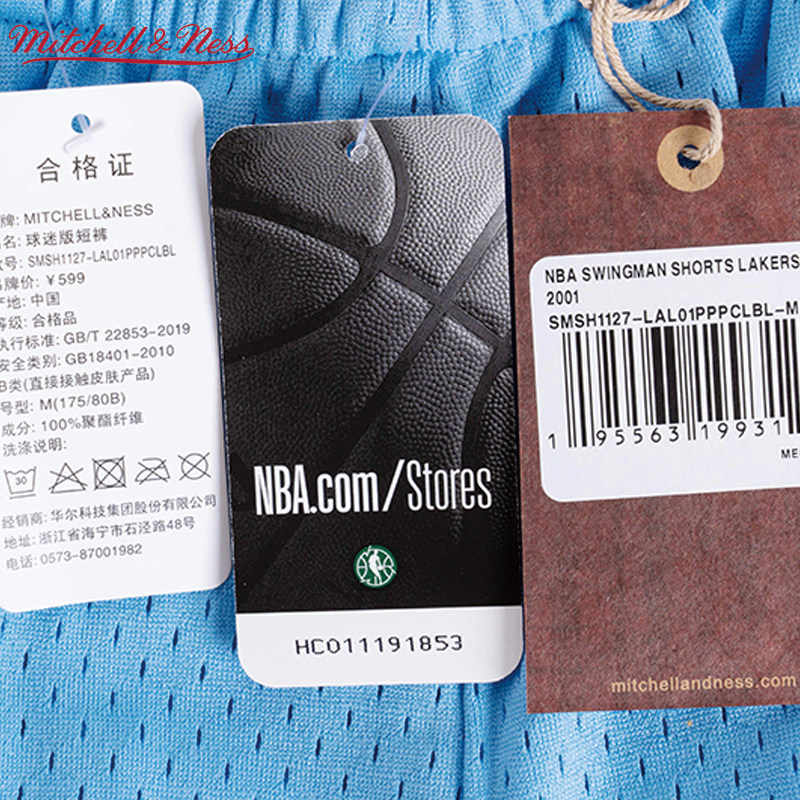 Mitchell & Ness
合格证
牌: MITCHELL&NESS
名: 球迷版短裤
号: SMSH1127-LAL01PPPCLBL
吊牌价: ¥599
产地: 中国
等级: 合格品
执行标准: GB/T 22853-2019
安全类别: GB18401-2010
B类(直接接触皮肤产品)
号型: M(175/80B)
成分: 100%聚酯纤维
洗涤说明:
30
经销商: 华尔科技集团股份有限公司
地址: 浙江省海宁市石泾路48号
电话: 0573-87001982
NBA.com/Stores
HC011191853
NBA SWINGMAN SHORTS LAKERS
2001
SMSH1127-LAL01PPPCLBL-M
1 95563 19931
ME
mitchellandness.com